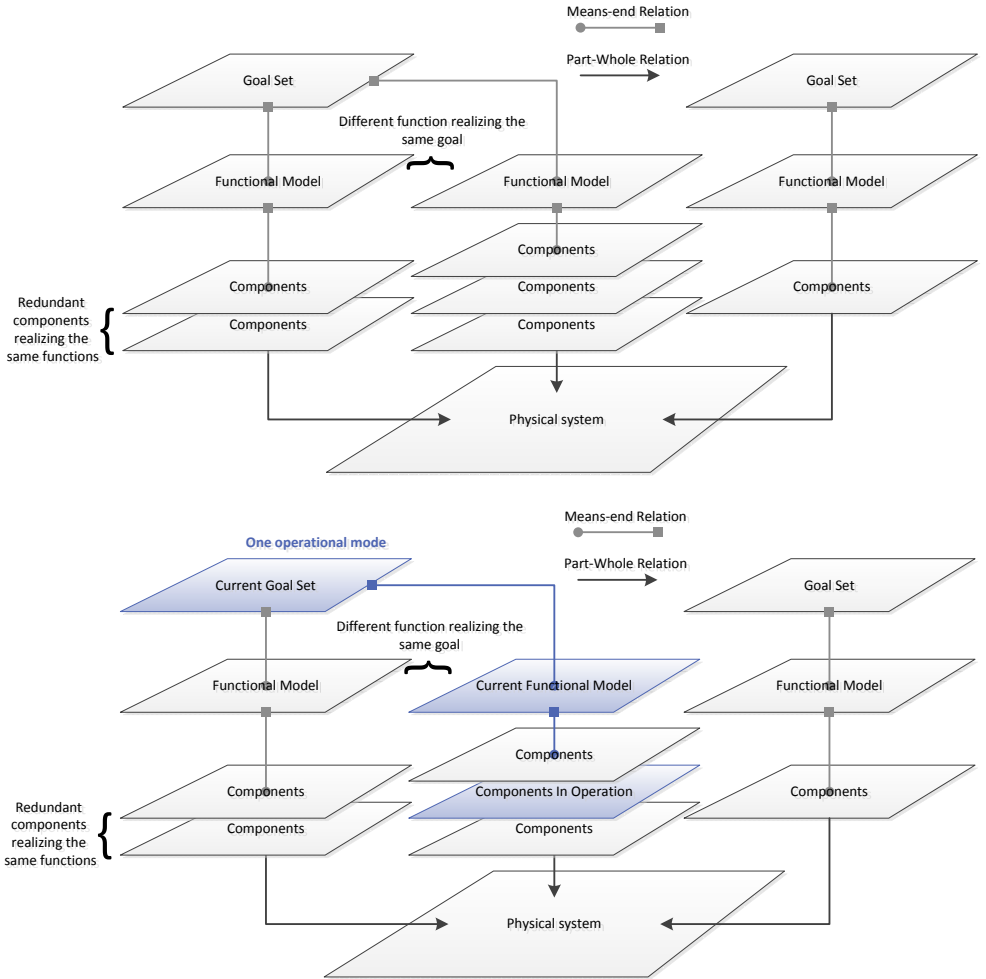 Means-end Relation
Part-Whole Relation
Goal Set
Goal Set
Different function realizing the
same goal
Functional Model
Functional Model
Functional Model
Components
Components
Components
Components
Redundant
components
realizing the
same functions
Components
Components
Physical system
Means-end Relation
One operational mode
Part-Whole Relation
Current Goal Set
Goal Set
Different function realizing the
same goal
Functional Model
Current Functional Model
Functional Model
Components
Components
Components In Operation
Components
Redundant
components
realizing the
same functions
Components
Components
Physical system